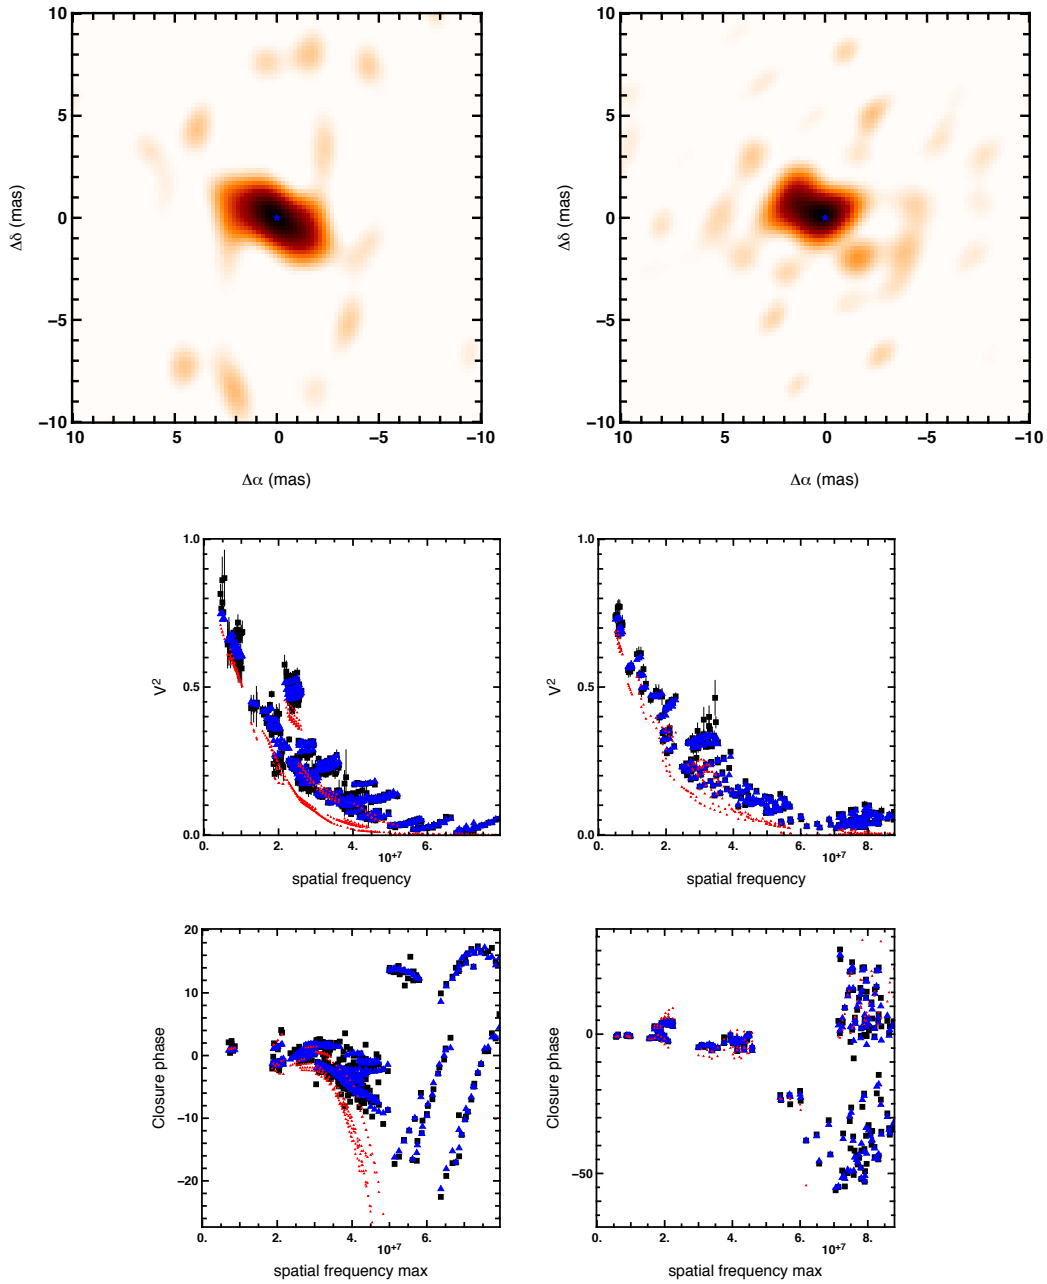 10 10
5 5
0 0
−5 −5
−10 −10
Δδ (mas) Δδ (mas)
10 5 0 −5 −10 10 5 0 −5 −10
Δα (mas) Δα (mas)
1.0 1.0
0.5 0.5
0.0 0.0
V² V²
0. 2. 4. 6. 0. 2. 4. 6. 8.
10+7 10+7
spatial frequency spatial frequency
20
10
0 0
−10
−20 −50
Closure phase Closure phase
0. 2. 4. 6. 0. 2. 4. 6. 8.
10+7 10+7
spatial frequency max spatial frequency max